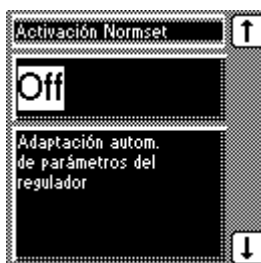 Activación Normset
Off
Adaptación autom.
de parámetros del
regulador